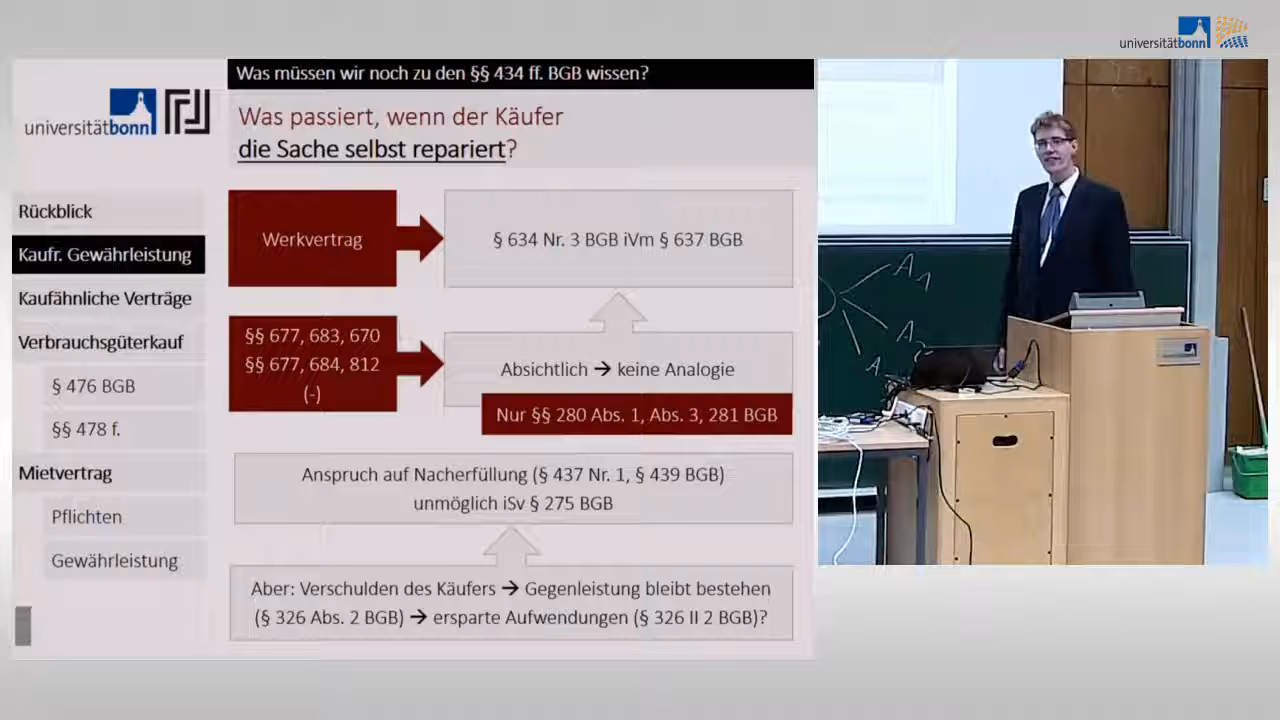 universitätbonn
Was müssen wir noch zu den §§ 434 ff. BGB wissen?
universitätbonn
Was passiert, wenn der Käufer
die Sache selbst repariert?
Rückblick
Kaufr. Gewährleistung
Kaufähnliche Verträge
Verbrauchsgüterkauf
§ 476 BGB
§§ 478 f.
Mietvertrag
Pflichten
Gewährleistung
Werkvertrag
§ 634 Nr. 3 BGB iVm § 637 BGB
§§ 677, 683, 670
§§ 677, 684, 812
(-)
Absichtlich → keine Analogie
Nur §§ 280 Abs. 1, Abs. 3, 281 BGB
Anspruch auf Nacherfüllung (§ 437 Nr. 1, § 439 BGB)
unmöglich iSv § 275 BGB
Aber: Verschulden des Käufers → Gegenleistung bleibt bestehen
(§ 326 Abs. 2 BGB) → ersparte Aufwendungen (§ 326 II 2 BGB)?
A1
A2
A